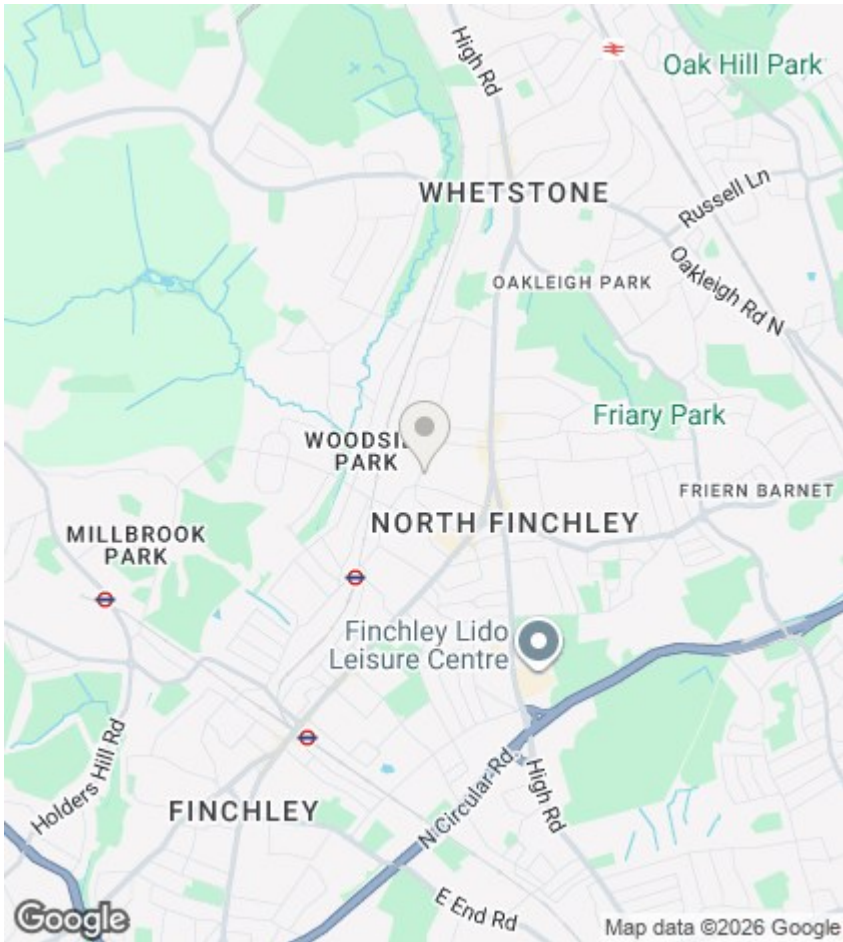 High Rd
Oak Hill Park
WHETSTONE
Russell Ln
OAKLEIGH PARK
Oakleigh Rd N
Friary Park
WOODSI
PARK
FRIERN BARNET
NORTH FINCHLEY
MILLBROOK
PARK
Finchley Lido
Leisure Centre
Holders Hill Rd
N Circular Rd
High Rd
FINCHLEY
E End Rd
Google
Map data ©2026 Google